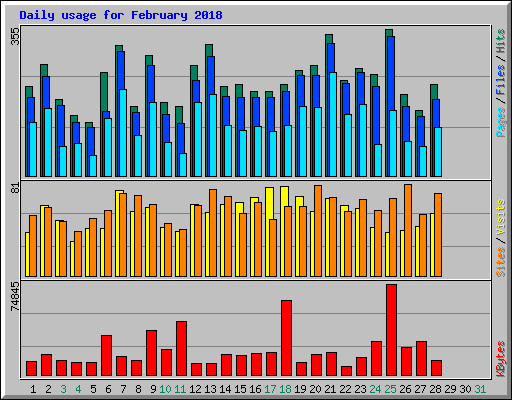 Daily usage for February 2018
355
Pages / Files / Hits
81
Sites / Visits
74845
KBytes
1 2 3 4 5 6 7 8 9 10 11 12 13 14 15 16 17 18 19 20 21 22 23 24 25 26 27 28 29 30 31